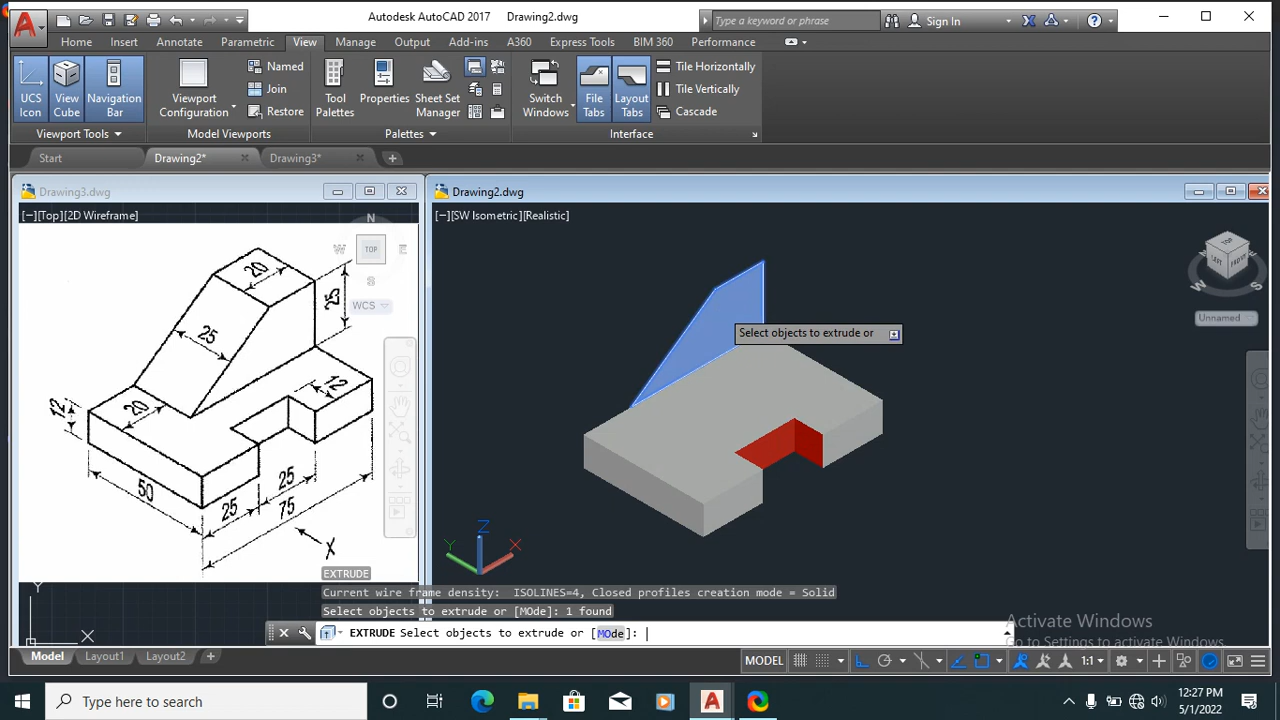 Autodesk AutoCAD 2017 Drawing2.dwg
Type a keyword or phrase
Sign In
Home Insert Annotate Parametric View Manage Output Add-ins A360 Express Tools BIM 360 Performance
UCS Icon
View Cube
Navigation Bar
Viewport Configuration
Named
Join
Restore
Tool Palettes
Properties
Sheet Set Manager
Switch Windows
File Tabs
Layout Tabs
Tile Horizontally
Tile Vertically
Cascade
Viewport Tools
Model Viewports
Palettes
Interface
Start Drawing2* Drawing3*
Drawing3.dwg
[−][Top][2D Wireframe]
N
W TOP E
S
WCS
20
25
25
12
20
12
50
25
25
75
X
Y
X
Drawing2.dwg
[−][SW Isometric][Realistic]
LEFT FRONT
W S
Unnamed
Select objects to extrude or
Z
Y X
EXTRUDE
Current wire frame density: ISOLINES=4, Closed profiles creation mode = Solid
Select objects to extrude or [MOde]: 1 found
EXTRUDE Select objects to extrude or [MOde]:
Activate Windows
Go to Settings to activate Windows.
Model Layout1 Layout2
MODEL 1:1
Type here to search
12:27 PM
5/1/2022